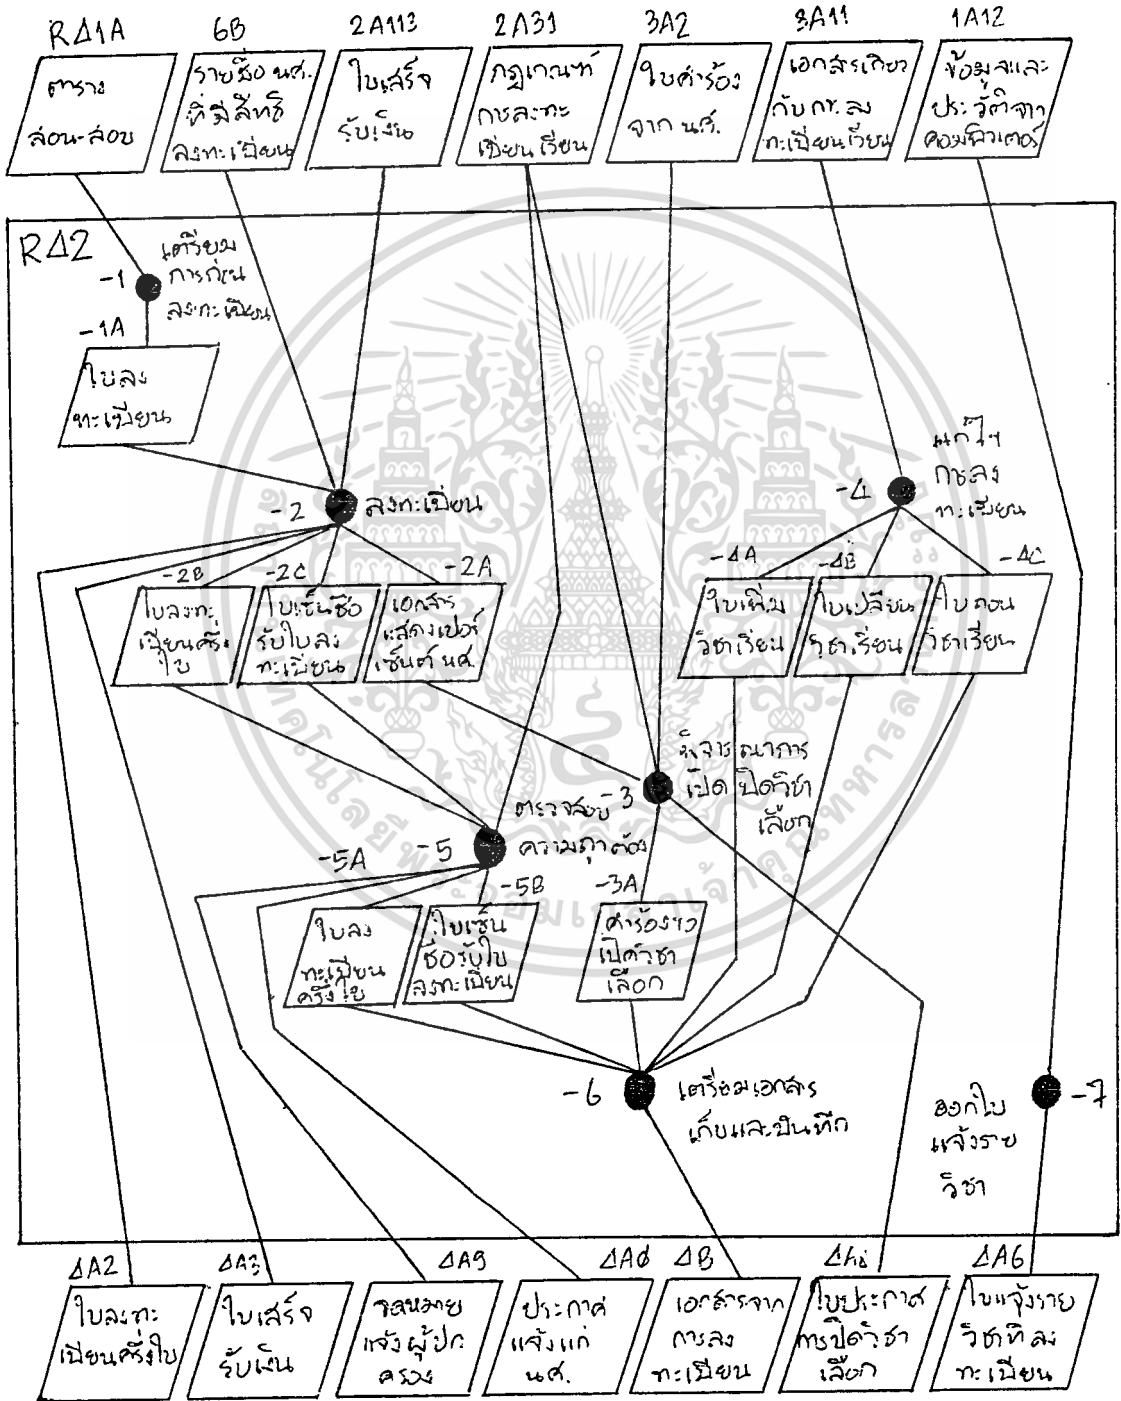 RΔ1A
6B
2A113
2A31
3A2
3A11
1A12
ตาราง
สอน-สอบ
รายชื่อ นศ.
ที่มีสิทธิ
ลงทะเบียน
ใบเสร็จ
รับเงิน
กฎเกณฑ์
การลงทะ
เบียนเรียน
ใบคำร้อง
จาก นศ.
เอกสารเกี่ยว
กับการลง
ทะเบียนเรียน
ข้อมูลและ
ประวัติจาก
คอมพิวเตอร์
RΔ2
-1
เตรียม
การก่อน
ลงทะเบียน
-1A
ใบลง
ทะเบียน
-2
ลงทะเบียน
-4
แก้ไข
การลง
ทะเบียน
-2B
-2C
-2A
-4A
-4B
-4C
ใบลงทะ
เบียนครึ่ง
ใบ
ใบเซ็นชื่อ
รับใบลง
ทะเบียน
เอกสาร
แสดงเปอร์
เซ็นต์ นศ.
ใบเพิ่ม
วิชาเรียน
ใบเปลี่ยน
วิชาเรียน
ใบถอน
วิชาเรียน
-3
พิจารณาการ
เปิด ปิดวิชา
เลือก
-5
ตรวจสอบ
ความถูกต้อง
-5A
-5B
-3A
ใบลง
ทะเบียน
ครึ่งใบ
ใบเซ็น
ชื่อรับใบ
ลงทะเบียน
คำร้องขอ
เปิดวิชา
เลือก
-6
เตรียมเอกสาร
เก็บและบันทึก
-7
ออกใบ
แจ้งราย
วิชา
ΔA2
ΔA3
ΔA9
ΔB
ΔA6
ใบลงทะ
เบียนครึ่งใบ
ใบเสร็จ
รับเงิน
จดหมาย
แจ้งผู้ปก
ครอง
ประกาศ
แจ้งแก่
นศ.
เอกสารจาก
การลง
ทะเบียน
ใบประกาศ
การปิดวิชา
เลือก
ใบแจ้งราย
วิชาที่ลง
ทะเบียน